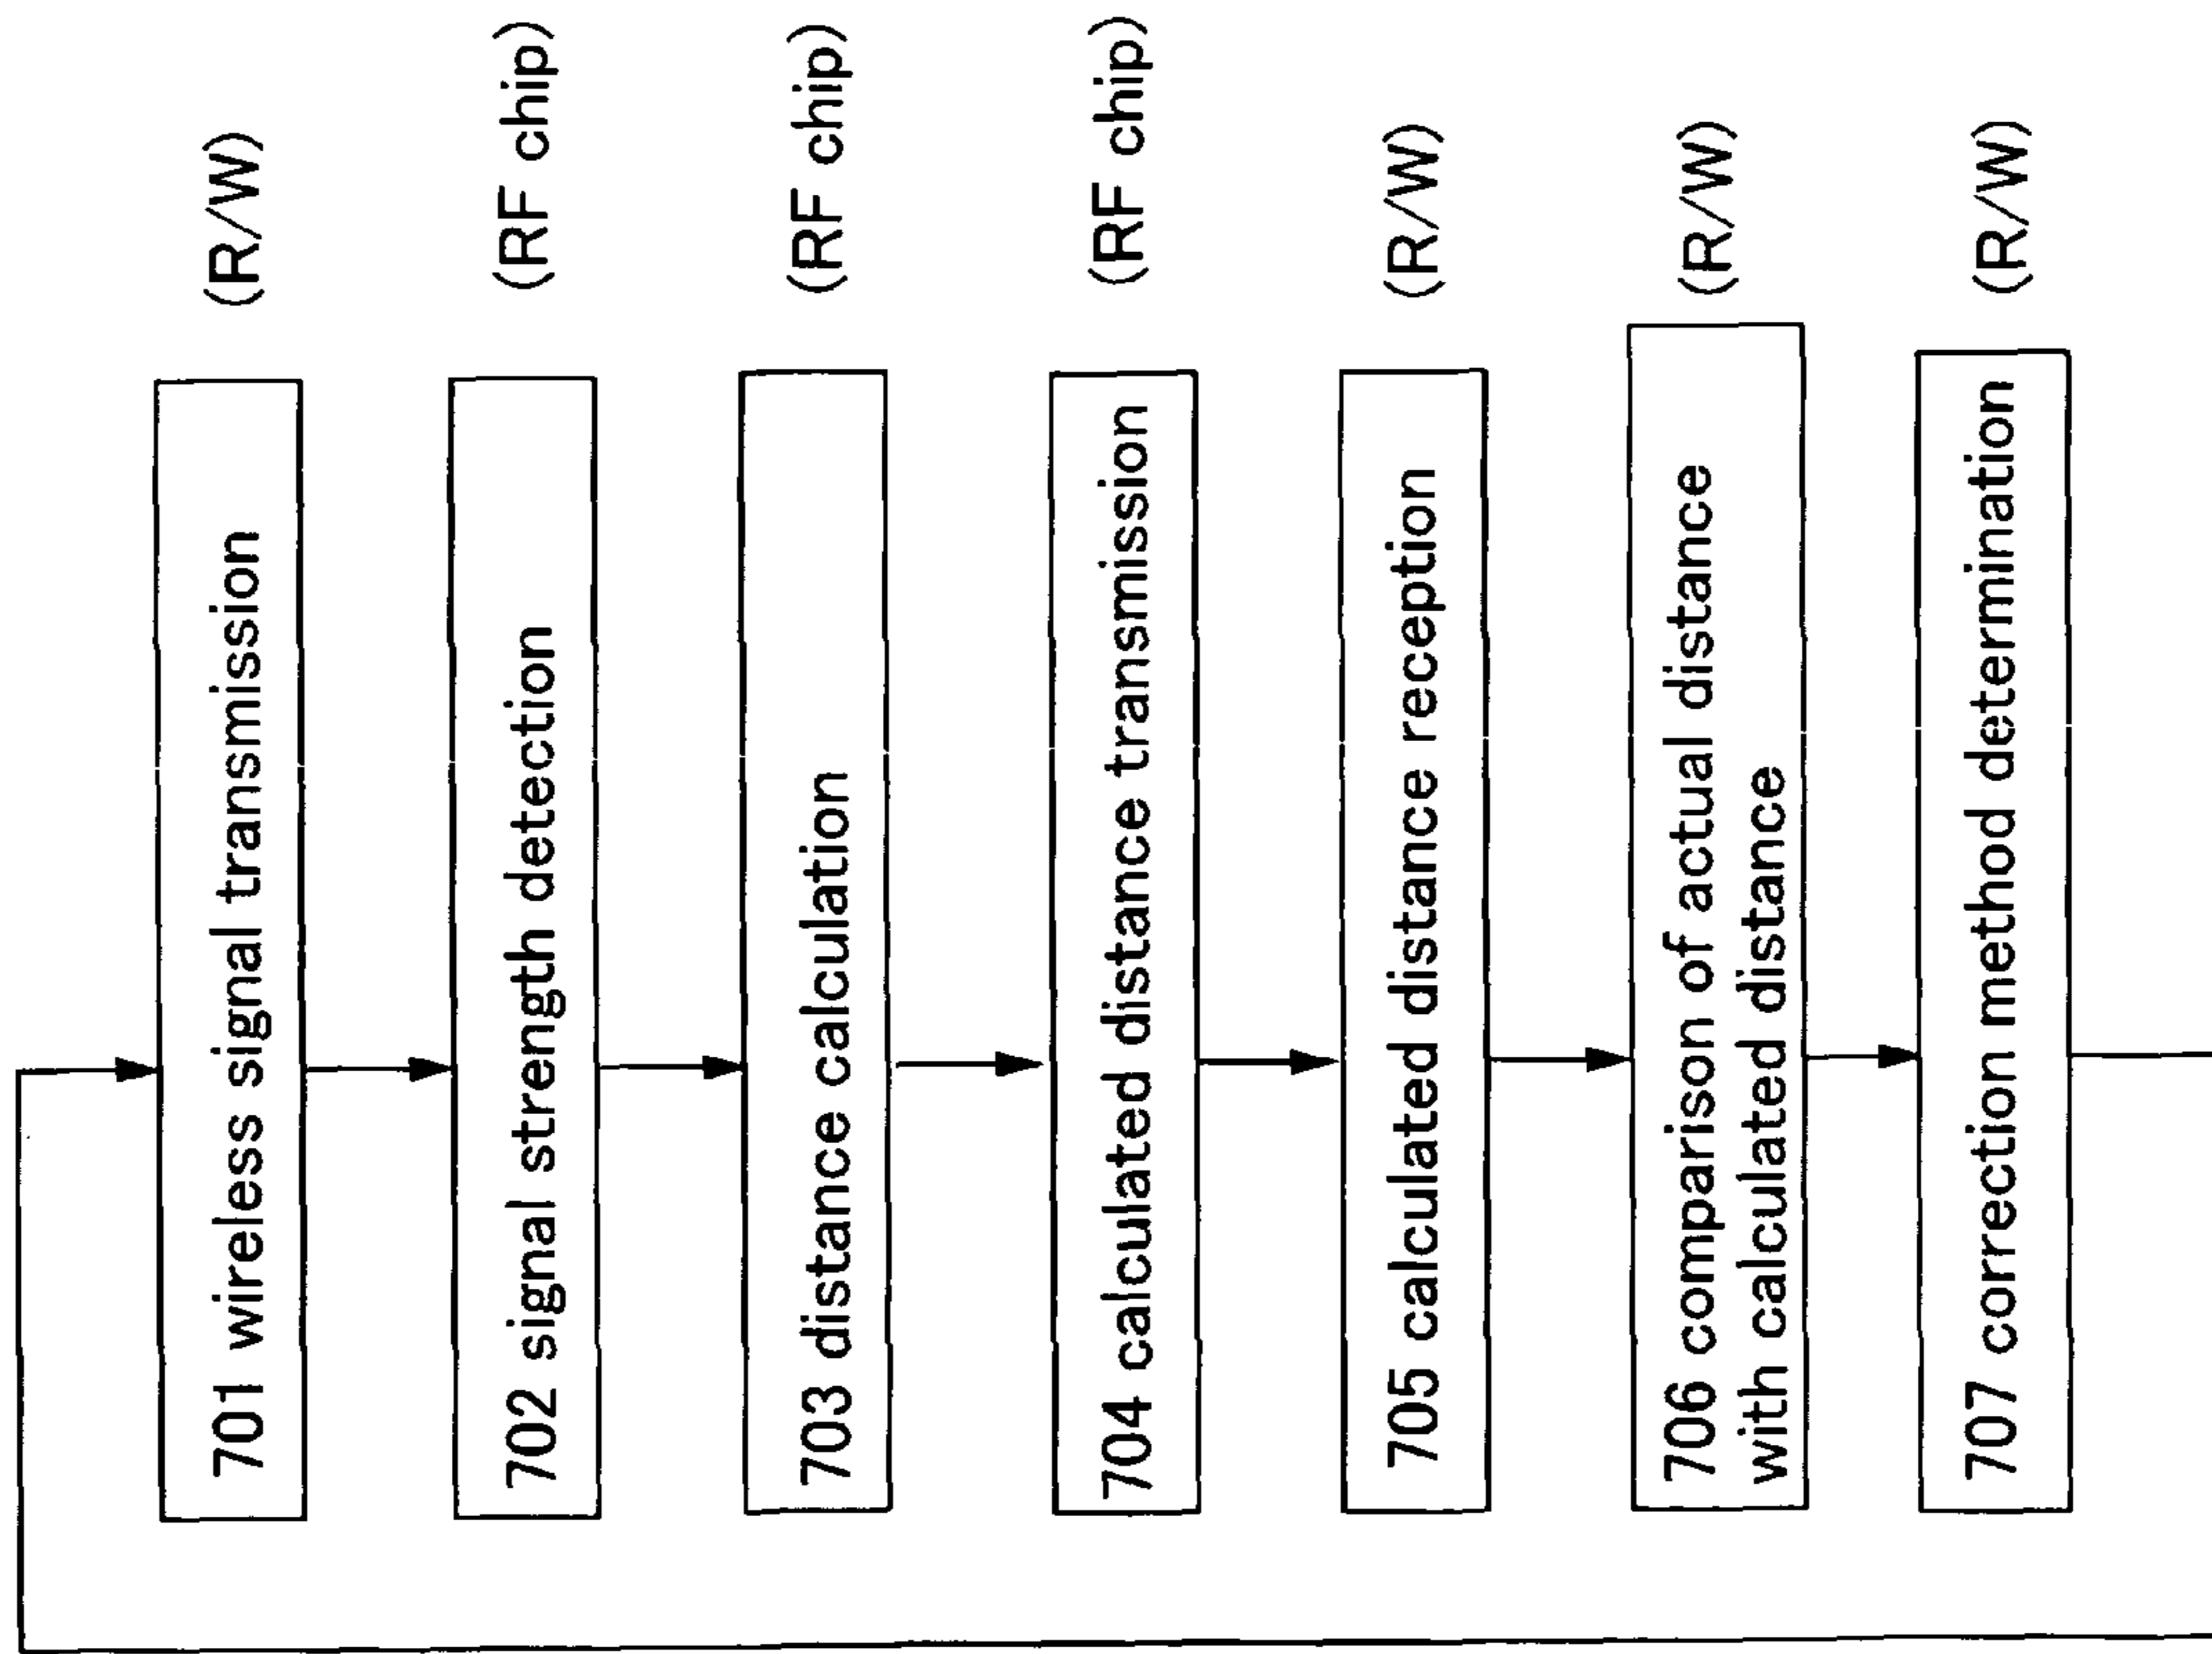 701 wireless signal transmission
(R/W)
702 signal strength detection
(RF chip)
703 distance calculation
(RF chip)
704 calculated distance transmission
(RF chip)
705 calculated distance reception
(R/W)
706 comparison of actual distance
with calculated distance
(R/W)
707 correction method determination
(R/W)